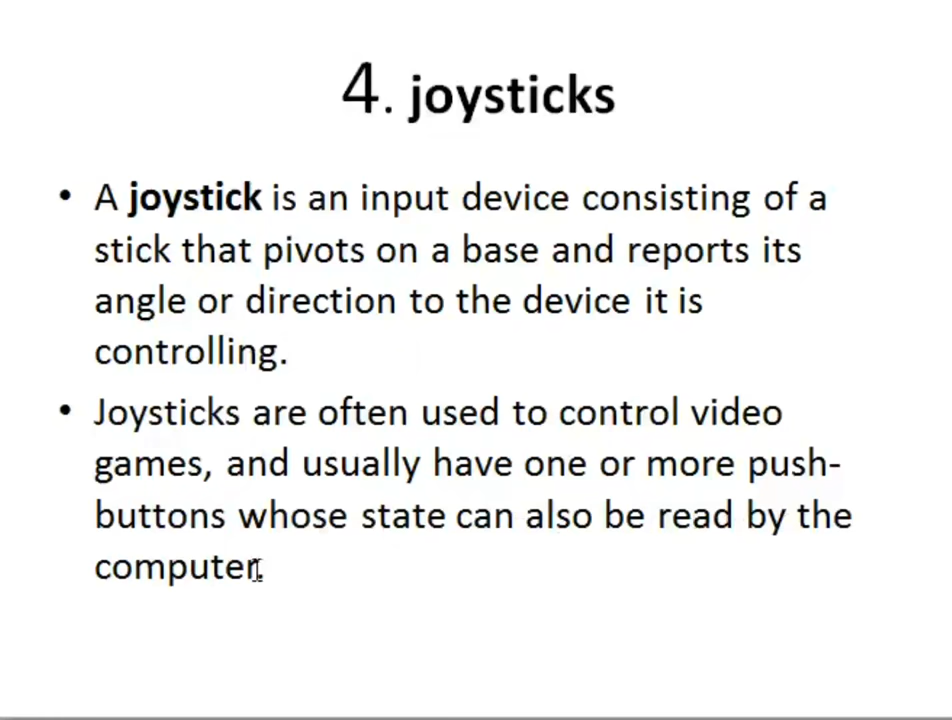 4. joysticks
• A joystick is an input device consisting of a
stick that pivots on a base and reports its
angle or direction to the device it is
controlling.
• Joysticks are often used to control video
games, and usually have one or more push-
buttons whose state can also be read by the
computer.